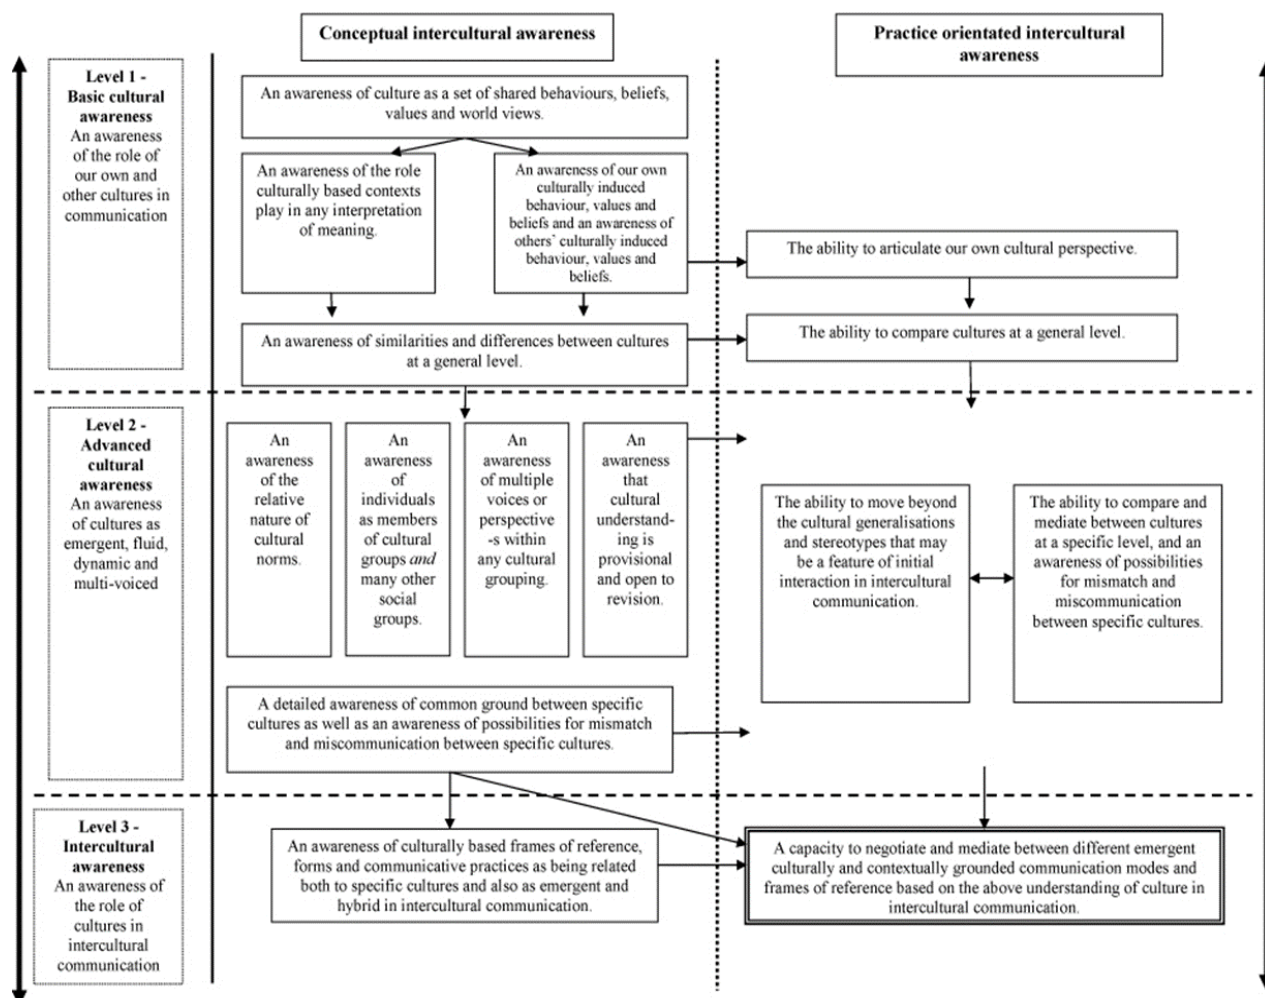 Conceptual intercultural awareness
Practice orientated intercultural
awareness
Level 1 -
Basic cultural
awareness
An awareness
of the role of
our own and
other cultures in
communication
An awareness of culture as a set of shared behaviours, beliefs,
values and world views.
An awareness of the role
culturally based contexts
play in any interpretation
of meaning.
An awareness of our own
culturally induced
behaviour, values and
beliefs and an awareness of
others` culturally induced
behaviour, values and
beliefs.
The ability to articulate our own cultural perspective.
An awareness of similarities and differences between cultures
at a general level.
The ability to compare cultures at a general level.
Level 2 -
Advanced
cultural
awareness
An awareness
of cultures as
emergent, fluid,
dynamic and
multi-voiced
An
awareness
of the
relative
nature of
cultural
norms.
An
awareness
of
individuals
as members
of cultural
groups and
many other
social
groups.
An
awareness
of multiple
voices or
perspective
-s within
any cultural
grouping.
An
awareness
that
cultural
understand-
ing is
provisional
and open to
revision.
The ability to move beyond
the cultural generalisations
and stereotypes that may
be a feature of initial
interaction in intercultural
communication.
The ability to compare and
mediate between cultures
at a specific level, and an
awareness of possibilities
for mismatch and
miscommunication
between specific cultures.
A detailed awareness of common ground between specific
cultures as well as an awareness of possibilities for mismatch
and miscommunication between specific cultures.
Level 3 -
Intercultural
awareness
An awareness of
the role of
cultures in
intercultural
communication
An awareness of culturally based frames of reference,
forms and communicative practices as being related
both to specific cultures and also as emergent and
hybrid in intercultural communication.
A capacity to negotiate and mediate between different emergent
culturally and contextually grounded communication modes and
frames of reference based on the above understanding of culture in
intercultural communication.